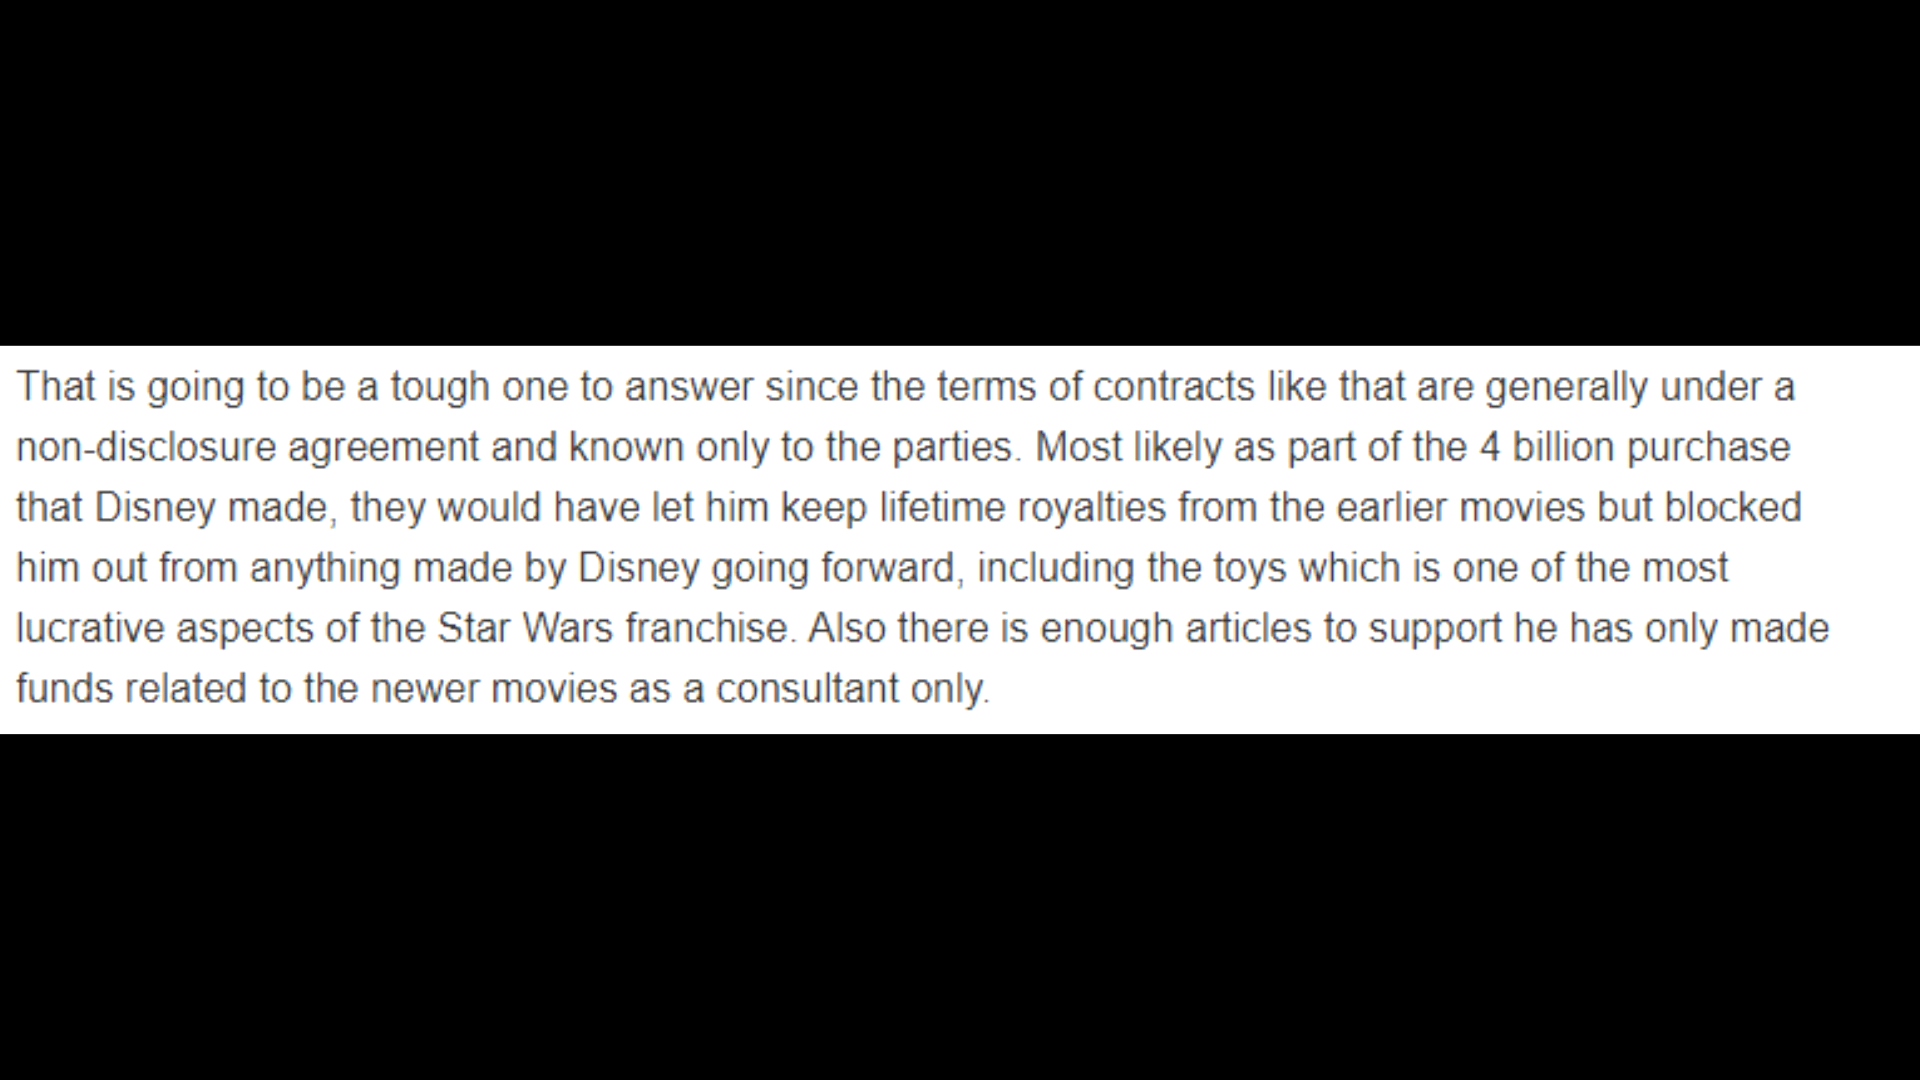 That is going to be a tough one to answer since the terms of contracts like that are generally under a
non-disclosure agreement and known only to the parties. Most likely as part of the 4 billion purchase
that Disney made, they would have let him keep lifetime royalties from the earlier movies but blocked
him out from anything made by Disney going forward, including the toys which is one of the most
lucrative aspects of the Star Wars franchise. Also there is enough articles to support he has only made
funds related to the newer movies as a consultant only.